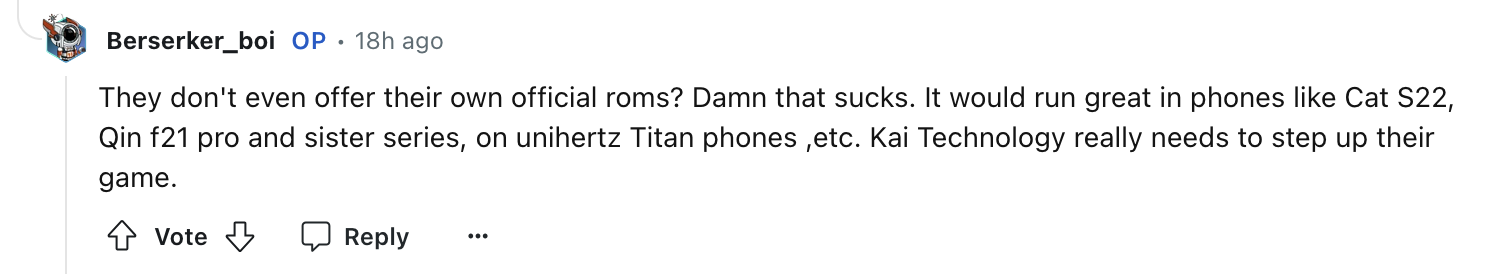 Berserker_boi OP • 18h ago
They don't even offer their own official roms? Damn that sucks. It would run great in phones like Cat S22,
Qin f21 pro and sister series, on unihertz Titan phones ,etc. Kai Technology really needs to step up their
game.
Vote Reply ...